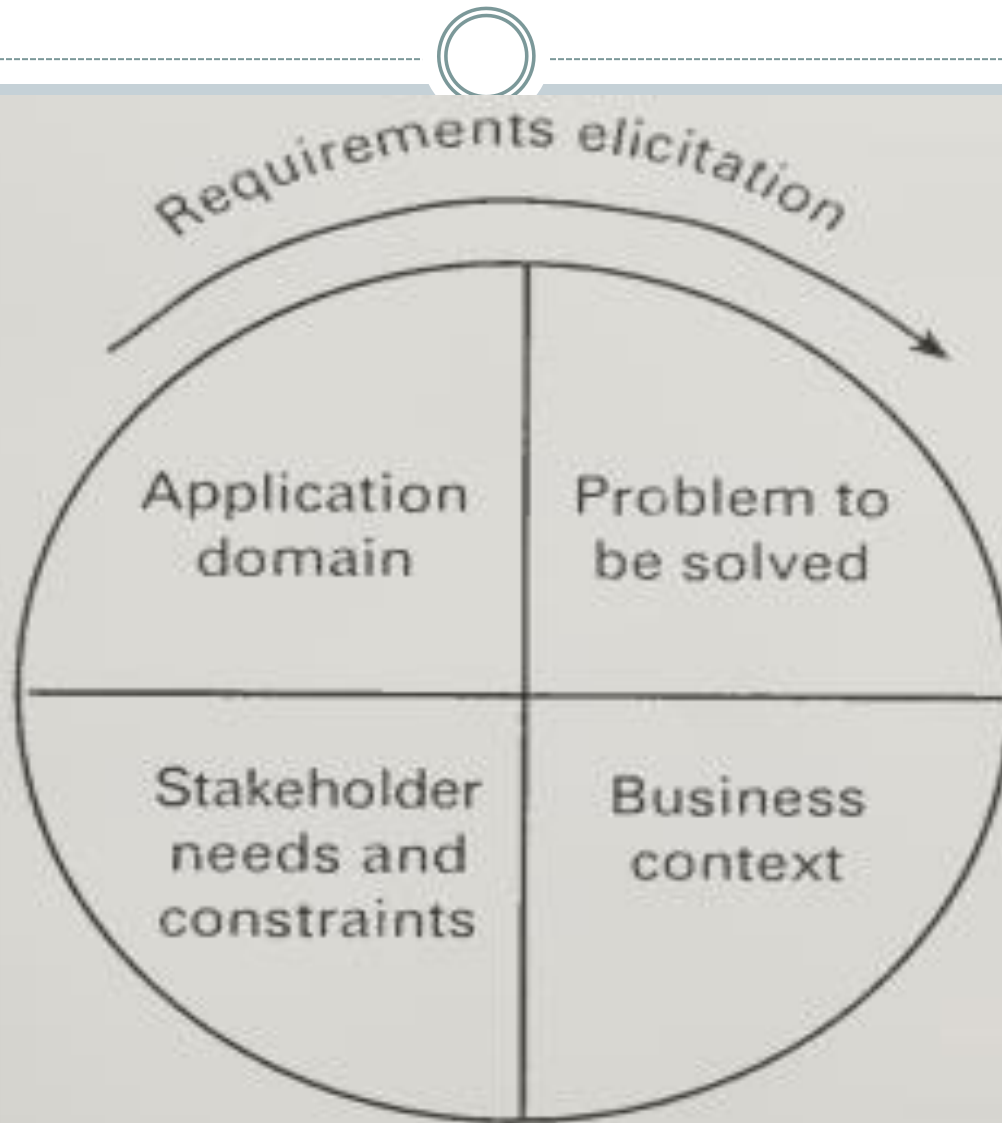 Requirements elicitation
Application
domain
Problem to
be solved
Stakeholder
needs and
constraints
Business
context